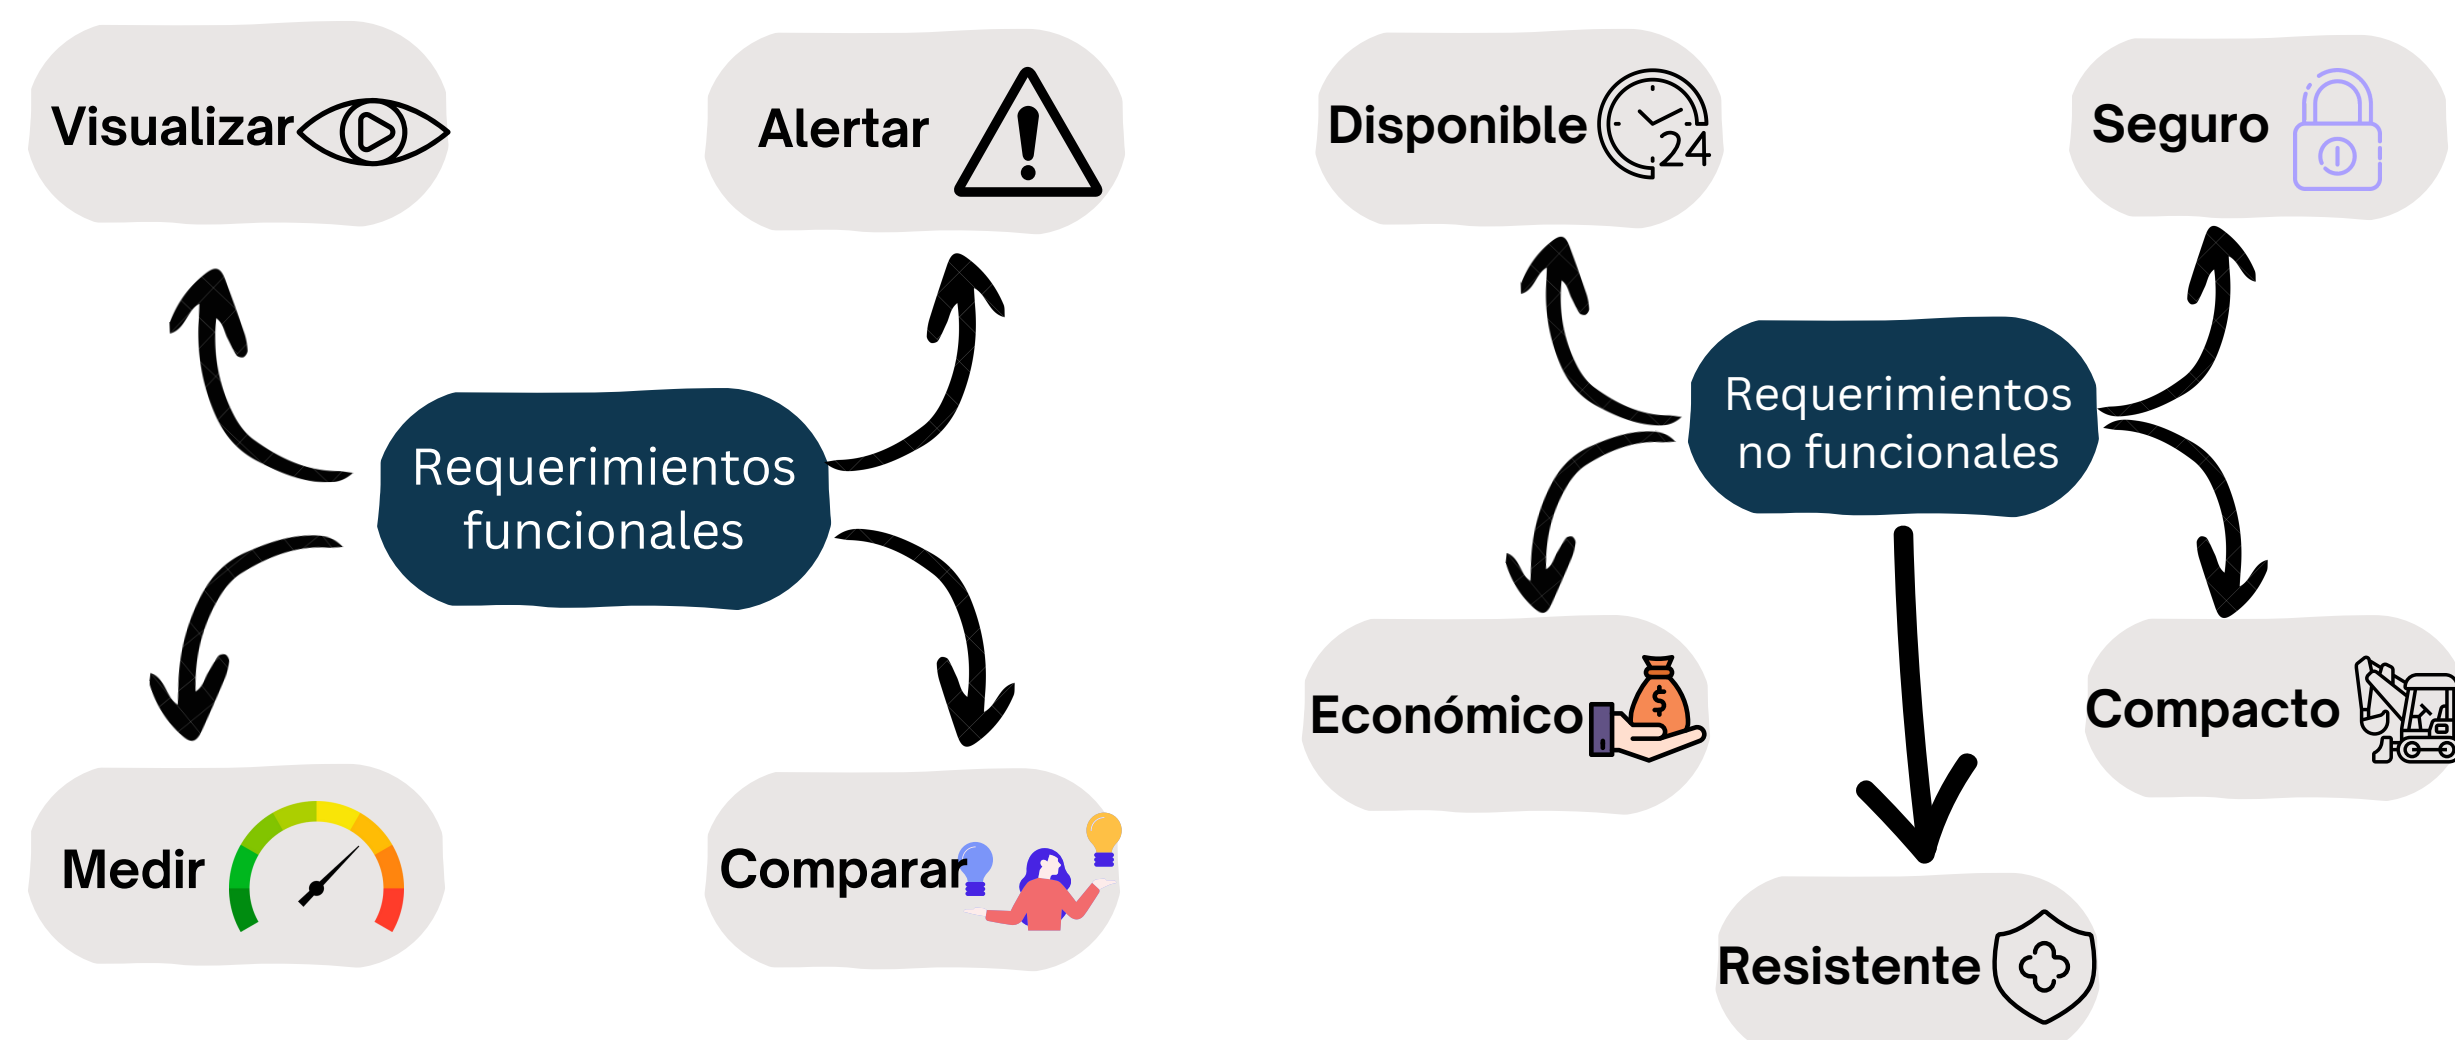 Visualizar
Alertar
Requerimientos
funcionales
Medir
Comparar
Disponible
24
Seguro
Requerimientos
no funcionales
Económico
$
Compacto
Resistente